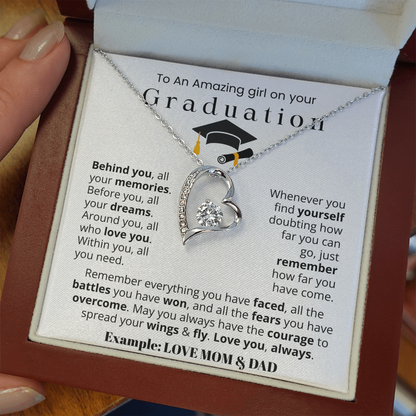 To An Amazing girl on your
Graduation
Behind you, all
your memories.
Before you, all
your dreams.
Around you, all
who love you.
Within you, all
you need.
Whenever you
find yourself
doubting how
far you can
go, just
remember
how far you
have come.
Remember everything you have faced, all the
battles you have won, and all the fears you have
overcome. May you always have the courage to
spread your wings & fly. Love you, always.
Example: LOVE MOM & DAD